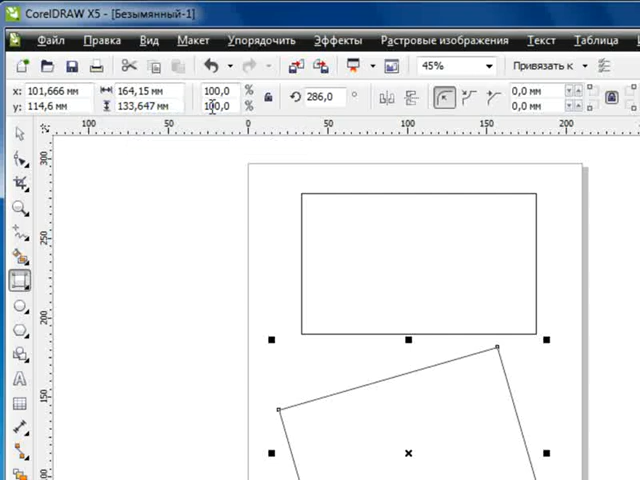 CorelDRAW X5 - [Безымянный-1]
Файл Правка Вид Макет Упорядочить Эффекты Растровые изображения Текст Таблица
45% Привязать к
x: 101,666 мм 164,15 мм 100,0 % 286,0 ° 0,0 мм
y: 114,6 мм 133,647 мм 100,0 % 0,0 мм
100 50 0 50 100 150 200
300
250
200
150
100